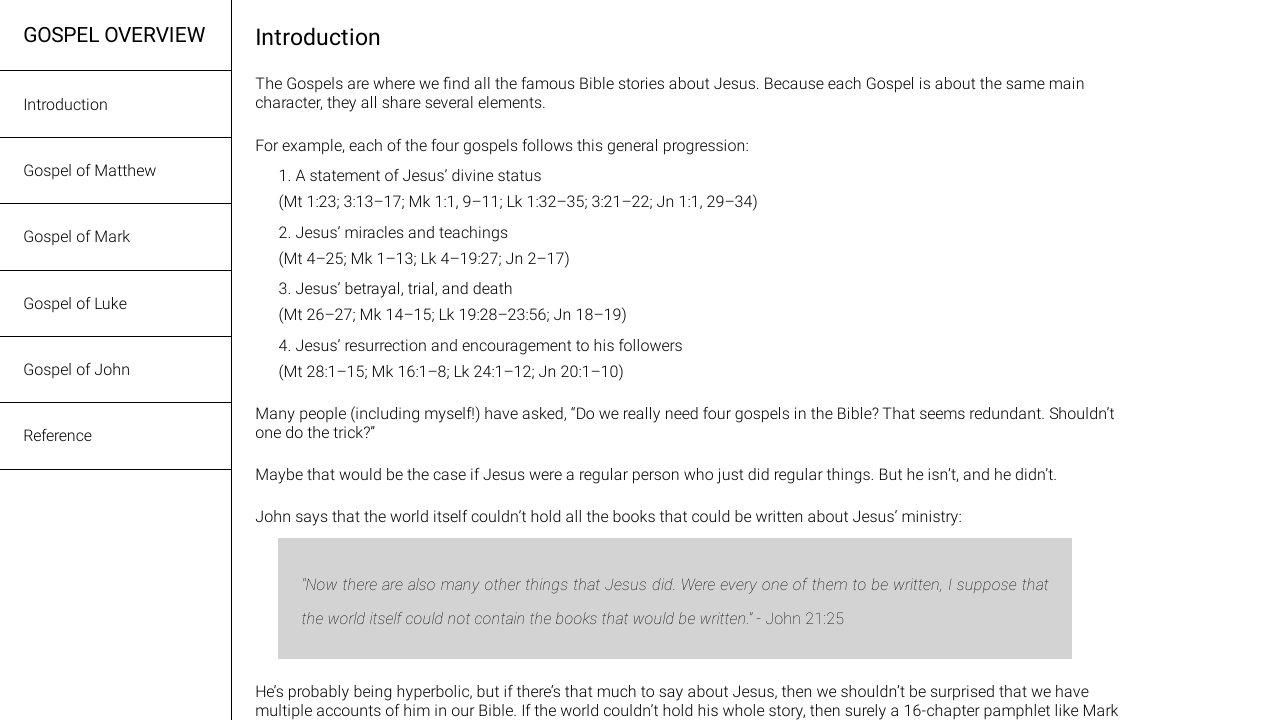 GOSPEL OVERVIEW
Introduction
Gospel of Matthew
Gospel of Mark
Gospel of Luke
Gospel of John
Reference
Introduction
The Gospels are where we find all the famous Bible stories about Jesus. Because each Gospel is about the same main
character, they all share several elements.
For example, each of the four gospels follows this general progression:
1. A statement of Jesus’ divine status
(Mt 1:23; 3:13–17; Mk 1:1, 9–11; Lk 1:32–35; 3:21–22; Jn 1:1, 29–34)
2. Jesus’ miracles and teachings
(Mt 4–25; Mk 1–13; Lk 4–19:27; Jn 2–17)
3. Jesus’ betrayal, trial, and death
(Mt 26–27; Mk 14–15; Lk 19:28–23:56; Jn 18–19)
4. Jesus’ resurrection and encouragement to his followers
(Mt 28:1–15; Mk 16:1–8; Lk 24:1–12; Jn 20:1–10)
Many people (including myself!) have asked, “Do we really need four gospels in the Bible? That seems redundant. Shouldn’t
one do the trick?”
Maybe that would be the case if Jesus were a regular person who just did regular things. But he isn’t, and he didn’t.
John says that the world itself couldn’t hold all the books that could be written about Jesus’ ministry:
"Now there are also many other things that Jesus did. Were every one of them to be written, I suppose that
the world itself could not contain the books that would be written." - John 21:25
He’s probably being hyperbolic, but if there’s that much to say about Jesus, then we shouldn’t be surprised that we have
multiple accounts of him in our Bible. If the world couldn’t hold his whole story, then surely a 16-chapter pamphlet like Mark